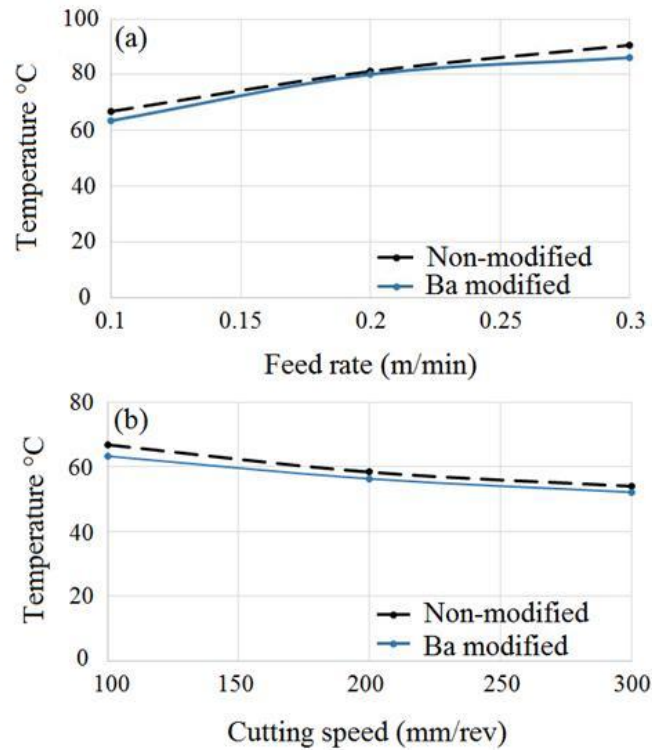 (a)
100
80
60
40
20
0
Temperature °C
Non-modified
Ba modified
0.1 0.15 0.2 0.25 0.3
Feed rate (m/min)
(b)
80
60
40
20
0
Temperature °C
Non-modified
Ba modified
100 150 200 250 300
Cutting speed (mm/rev)